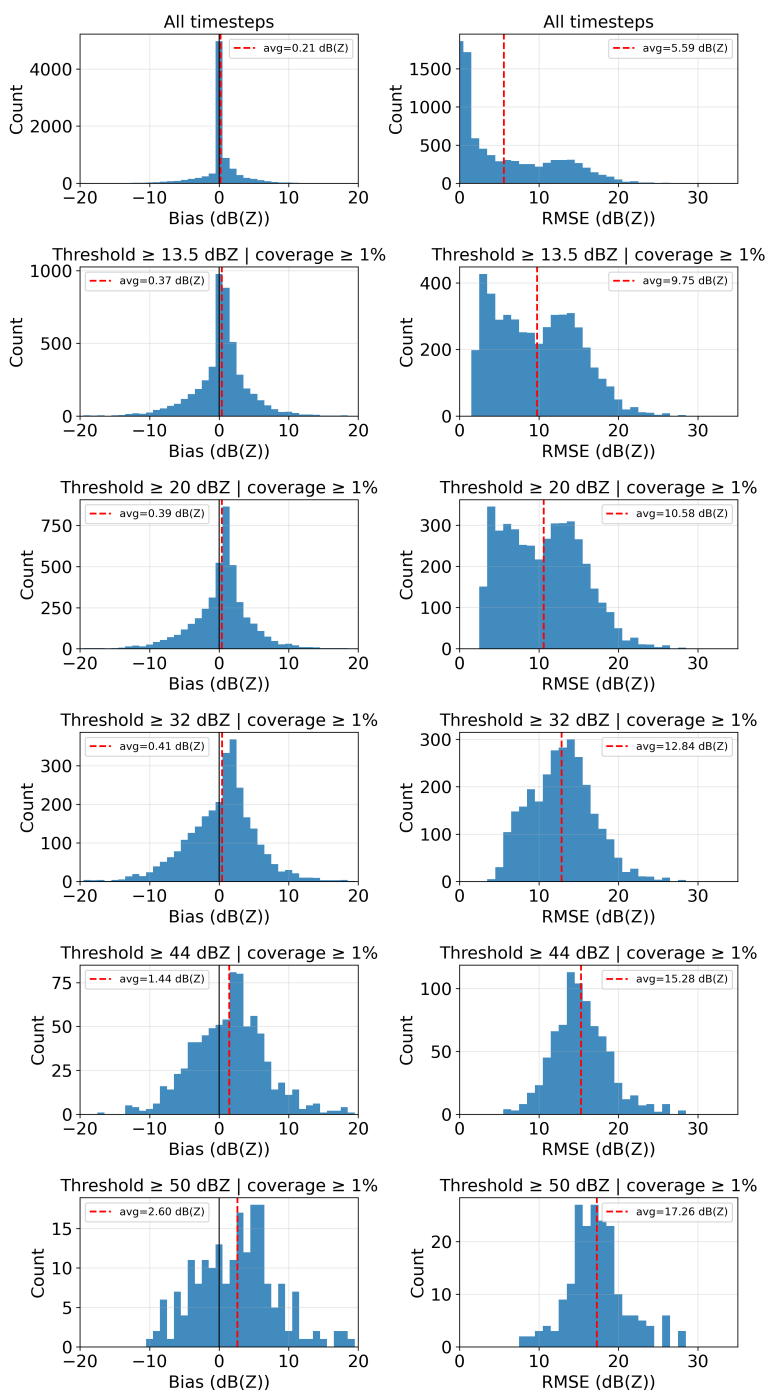 All timesteps
avg=0.21 dB(Z)
Count
4000
2000
0
−20
−10
0
10
20
Bias (dB(Z))
All timesteps
avg=5.59 dB(Z)
Count
1500
1000
500
0
0
10
20
30
RMSE (dB(Z))
Threshold ≥ 13.5 dBZ | coverage ≥ 1%
avg=0.37 dB(Z)
Count
1000
500
0
−20
−10
0
10
20
Bias (dB(Z))
Threshold ≥ 13.5 dBZ | coverage ≥ 1%
avg=9.75 dB(Z)
Count
400
200
0
0
10
20
30
RMSE (dB(Z))
Threshold ≥ 20 dBZ | coverage ≥ 1%
avg=0.39 dB(Z)
Count
750
500
250
0
−20
−10
0
10
20
Bias (dB(Z))
Threshold ≥ 20 dBZ | coverage ≥ 1%
avg=10.58 dB(Z)
Count
300
200
100
0
0
10
20
30
RMSE (dB(Z))
Threshold ≥ 32 dBZ | coverage ≥ 1%
avg=0.41 dB(Z)
Count
300
200
100
0
−20
−10
0
10
20
Bias (dB(Z))
Threshold ≥ 32 dBZ | coverage ≥ 1%
avg=12.84 dB(Z)
Count
300
200
100
0
0
10
20
30
RMSE (dB(Z))
Threshold ≥ 44 dBZ | coverage ≥ 1%
avg=1.44 dB(Z)
Count
75
50
25
0
−20
−10
0
10
20
Bias (dB(Z))
Threshold ≥ 44 dBZ | coverage ≥ 1%
avg=15.28 dB(Z)
Count
100
50
0
0
10
20
30
RMSE (dB(Z))
Threshold ≥ 50 dBZ | coverage ≥ 1%
avg=2.60 dB(Z)
Count
15
10
5
0
−20
−10
0
10
20
Bias (dB(Z))
Threshold ≥ 50 dBZ | coverage ≥ 1%
avg=17.26 dB(Z)
Count
20
10
0
0
10
20
30
RMSE (dB(Z))